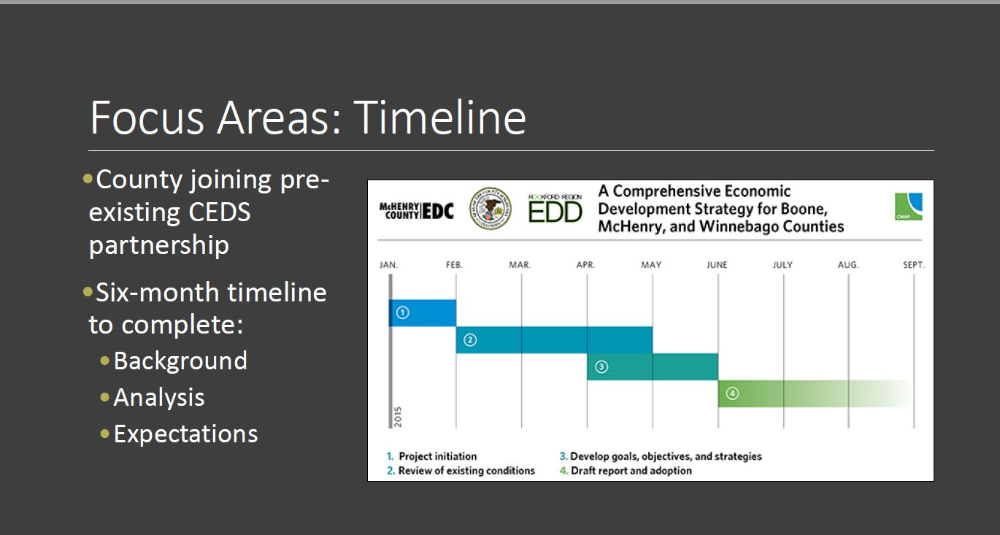 Focus Areas: Timeline
•County joining pre-
existing CEDS
partnership
•Six-month timeline
to complete:
•Background
•Analysis
•Expectations
McHENRY COUNTY EDC
ROCKFORD REGION
EDD
A Comprehensive Economic
Development Strategy for Boone,
McHenry, and Winnebago Counties
CMAP
JAN. FEB. MAR. APR. MAY JUNE JULY AUG. SEPT.
1
2
3
4
2015
1. Project initiation
2. Review of existing conditions
3. Develop goals, objectives, and strategies
4. Draft report and adoption